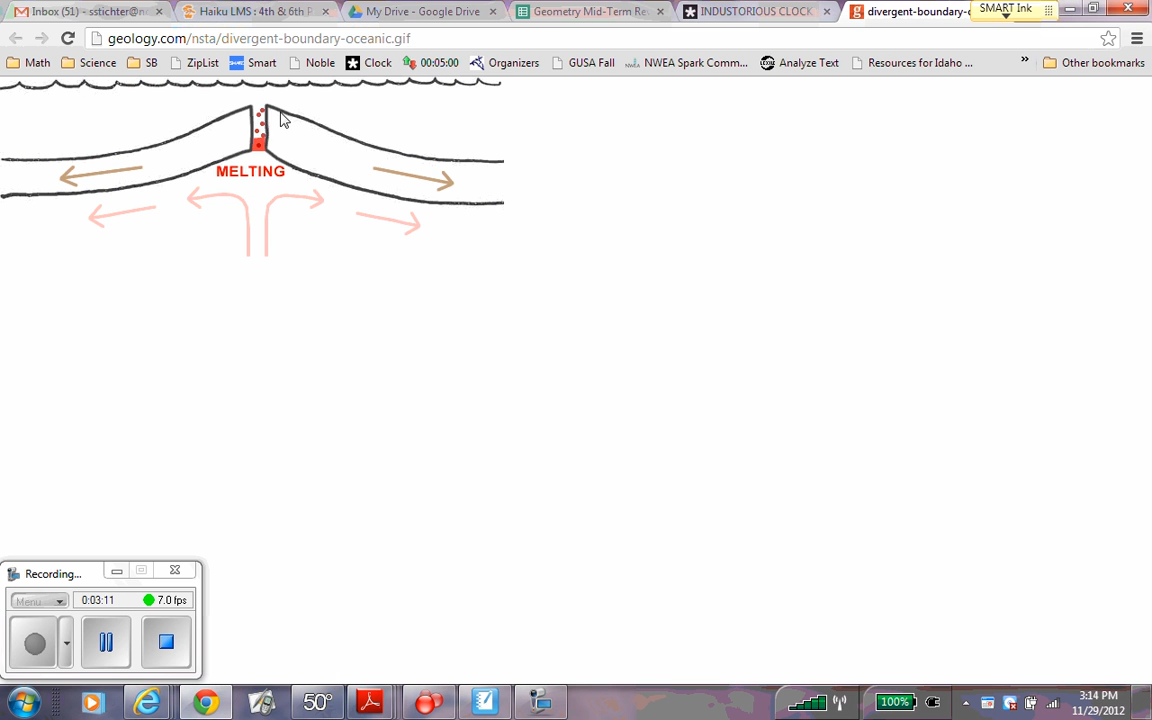 Inbox (51) - sstichter@n
Haiku LMS : 4th & 6th P
My Drive - Google Drive
Geometry Mid-Term Re
INDUSTORIOUS CLOCK
divergent-boundary-o
SMART Ink
geology.com/nsta/divergent-boundary-oceanic.gif
Math
Science
SB
ZipList
Smart
Noble
Clock
00:05:00
Organizers
GUSA Fall
NWEA Spark Comm...
Analyze Text
Resources for Idaho ...
Other bookmarks
MELTING
Recording...
Menu
0:03:11
7.0 fps
50°
100%
3:14 PM
11/29/2012